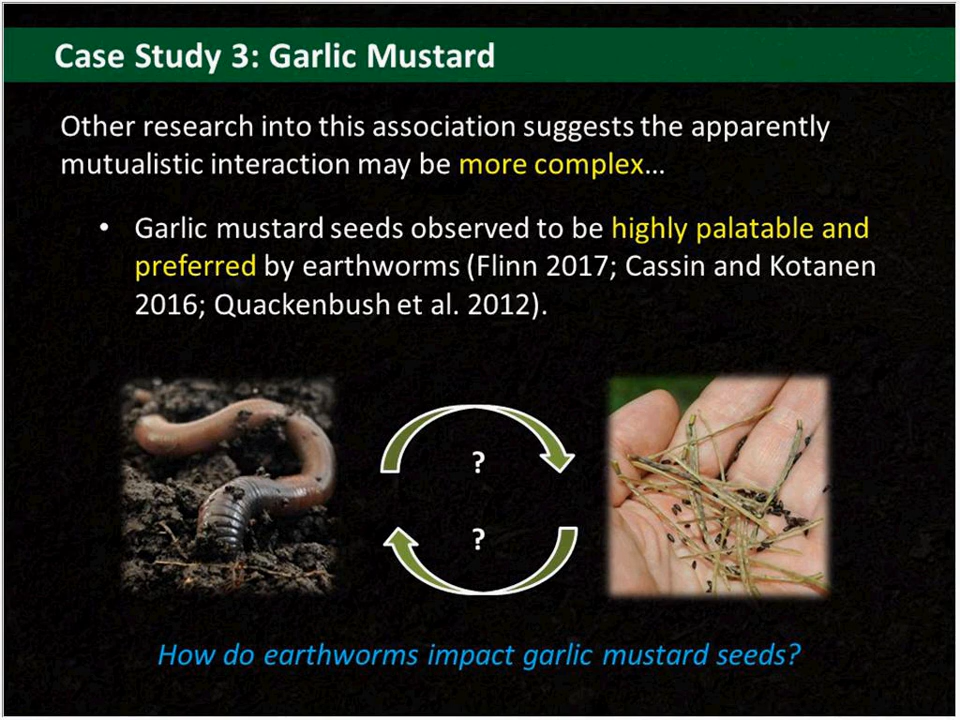 Case Study 3: Garlic Mustard
Other research into this association suggests the apparently
mutualistic interaction may be more complex...
• Garlic mustard seeds observed to be highly palatable and
preferred by earthworms (Flinn 2017; Cassin and Kotanen
2016; Quackenbush et al. 2012).
?
?
How do earthworms impact garlic mustard seeds?